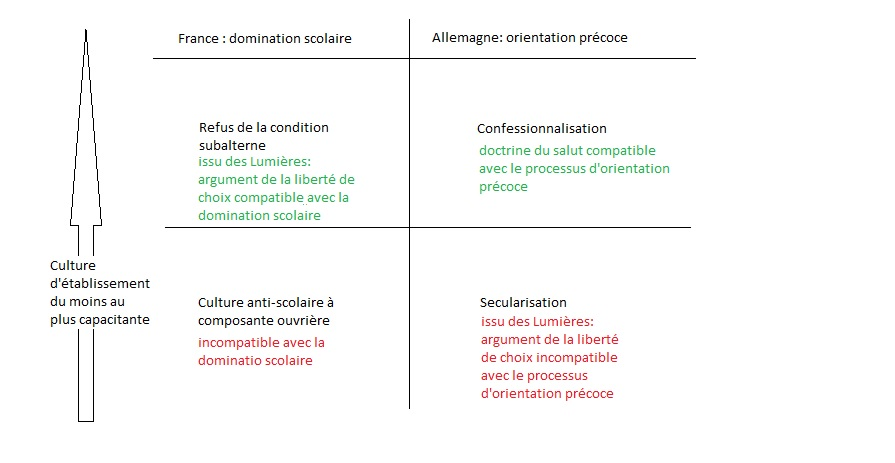 France : domination scolaire
Allemagne: orientation précoce
Refus de la condition
subalterne
issu des Lumières:
argument de la liberté de
choix compatible avec la
domination scolaire
Confessionnalisation
doctrine du salut compatible
avec le processus d'orientation
précoce
Culture
d'établissement
du moins au
plus capacitante
Culture anti-scolaire à
composante ouvrière
incompatible avec la
dominatio scolaire
Secularisation
issu des Lumières:
argument de la liberté
de choix incompatible
avec le processus
d'orientation précoce